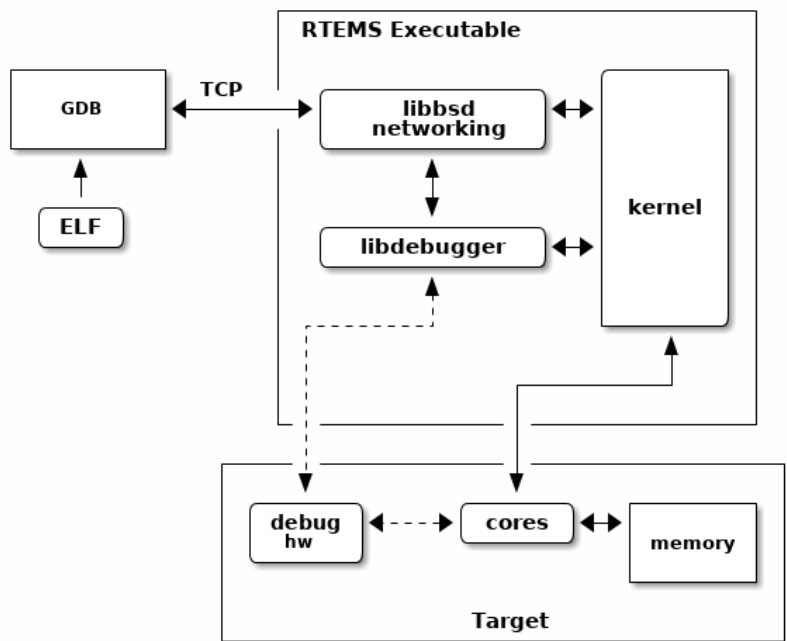 RTEMS Executable
TCP
GDB
libbsd
networking
kernel
ELF
libdebugger
debug
hw
cores
memory
Target